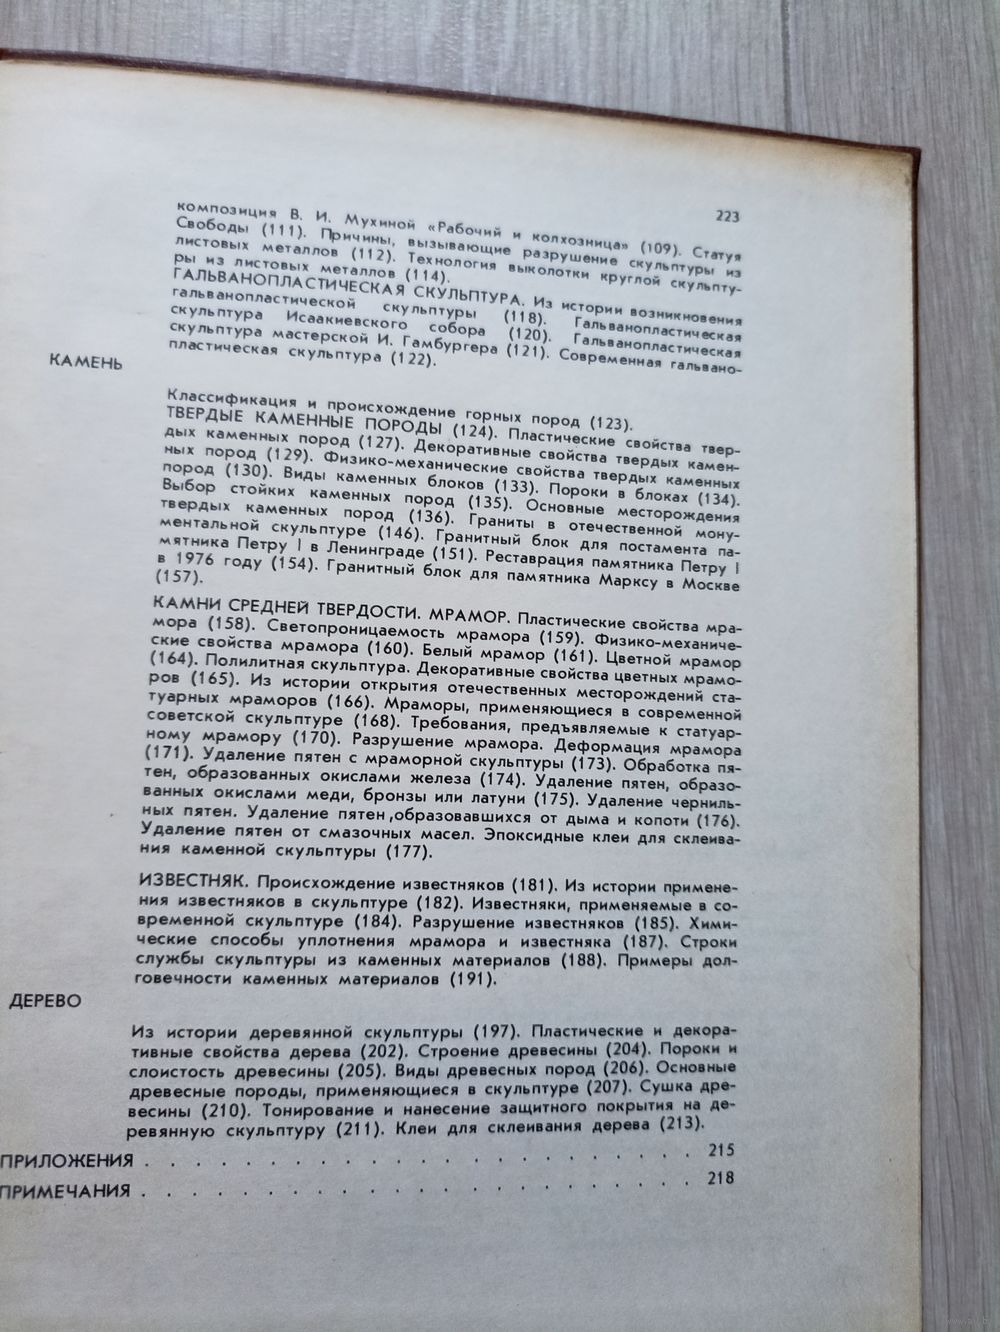 223
композиция В. И. Мухиной «Рабочий и колхозница» (109). Статуя
Свободы (111). Причины, вызывающие разрушение скульптуры из
листовых металлов (112). Технология выколотки круглой скульпту-
ры из листовых металлов (114).
ГАЛЬВАНОПЛАСТИЧЕСКАЯ СКУЛЬПТУРА. Из истории возникновения
гальванопластической скульптуры (118). Гальванопластическая
скульптура Исаакиевского собора (120). Гальванопластическая
скульптура мастерской И. Гамбургера (121). Современная гальвано-
пластическая скульптура (122).
КАМЕНЬ
Классификация и происхождение горных пород (123).
ТВЕРДЫЕ КАМЕННЫЕ ПОРОДЫ (124). Пластические свойства твер-
дых каменных пород (127). Декоративные свойства твердых камен-
ных пород (129). Физико-механические свойства твердых каменных
пород (130). Виды каменных блоков (133). Пороки в блоках (134).
Выбор стойких каменных пород (135). Основные месторождения
твердых каменных пород (136). Граниты в отечественной мону-
ментальной скульптуре (146). Гранитный блок для постамента па-
мятника Петру I в Ленинграде (151). Реставрация памятника Петру I
в 1976 году (154). Гранитный блок для памятника Марксу в Москве
(157).
КАМНИ СРЕДНЕЙ ТВЕРДОСТИ. МРАМОР. Пластические свойства мра-
мора (158). Светопроницаемость мрамора (159). Физико-механиче-
ские свойства мрамора (160). Белый мрамор (161). Цветной мрамор
(164). Полилитная скульптура. Декоративные свойства цветных мрамо-
ров (165). Из истории открытия отечественных месторождений ста-
туарных мраморов (166). Мраморы, применяющиеся в современной
советской скульптуре (168). Требования, предъявляемые к статуар-
ному мрамору (170). Разрушение мрамора. Деформация мрамора
(171). Удаление пятен с мраморной скульптуры (173). Обработка пя-
тен, образованных окислами железа (174). Удаление пятен, образо-
ванных окислами меди, бронзы или латуни (175). Удаление черниль-
ных пятен. Удаление пятен ,образовавшихся от дыма и копоти (176).
Удаление пятен от смазочных масел. Эпоксидные клеи для склеива-
ния каменной скульптуры (177).
ИЗВЕСТНЯК. Происхождение известняков (181). Из истории примене-
ния известняков в скульптуре (182). Известняки, применяемые в со-
временной скульптуре (184). Разрушение известняков (185). Хими-
ческие способы уплотнения мрамора и известняка (187). Строки
службы скульптуры из каменных материалов (188). Примеры дол-
говечности каменных материалов (191).
ДЕРЕВО
Из истории деревянной скульптуры (197). Пластические и декора-
тивные свойства дерева (202). Строение древесины (204). Пороки и
слоистость древесины (205). Виды древесных пород (206). Основные
древесные породы, применяющиеся в скульптуре (207). Сушка дре-
весины (210). Тонирование и нанесение защитного покрытия на де-
ревянную скульптуру (211). Клеи для склеивания дерева (213).
ПРИЛОЖЕНИЯ . . . . . . . . . . . . . . . . . . . . 215
ПРИМЕЧАНИЯ . . . . . . . . . . . . . . . . . . . . 218